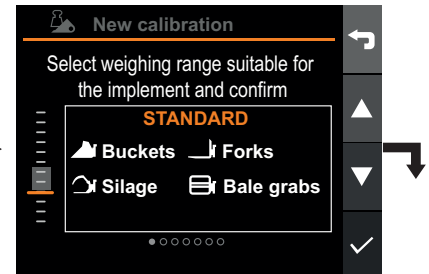 New calibration
Select weighing range suitable for
the implement and confirm
STANDARD
Buckets Forks
Silage Bale grabs